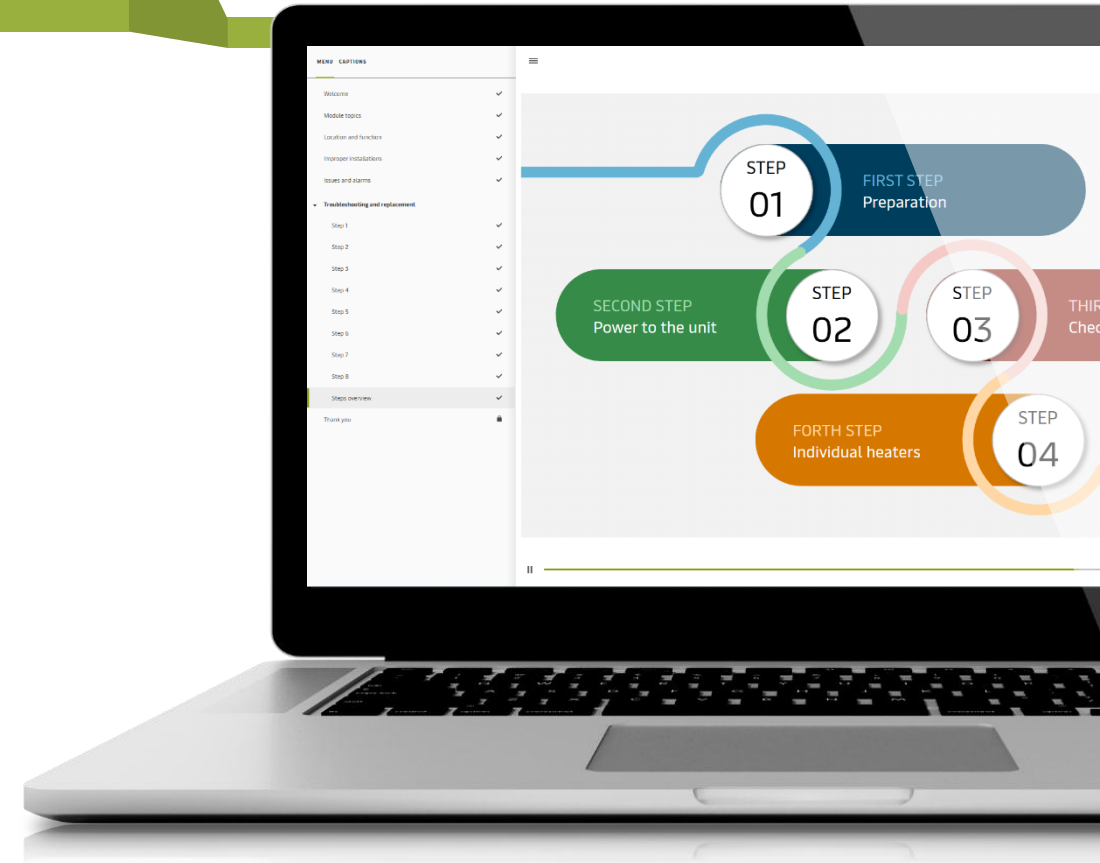 MENU CAPTIONS
Welcome
Module topics
Location and function
Improper installations
Issues and alarms
Troubleshooting and replacement
Step 1
Step 2
Step 3
Step 4
Step 5
Step 6
Step 7
Step 8
Steps overview
Thank you
STEP
01
FIRST STEP
Preparation
SECOND STEP
Power to the unit
STEP
02
STEP
03
THIR
Chec
FORTH STEP
Individual heaters
STEP
04